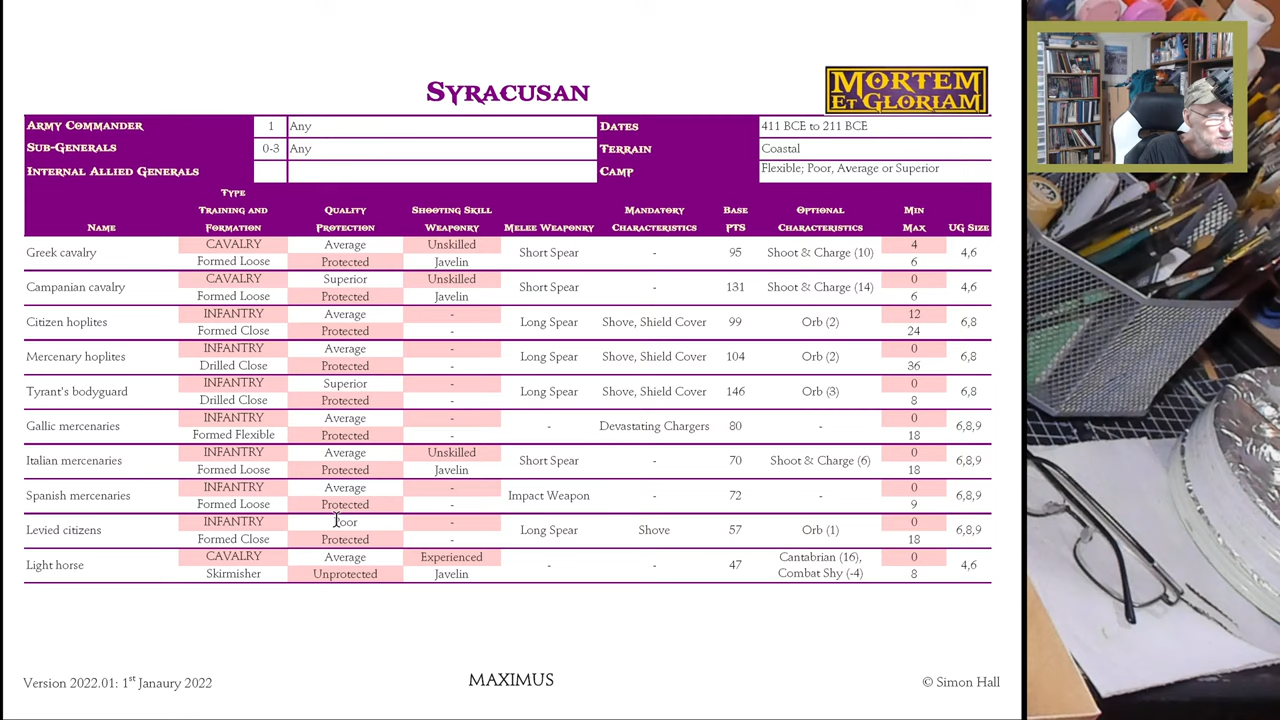 SYRACUSAN
MORTEM
ET GLORIAM
ARMY COMMANDER 1 Any DATES 411 BCE to 211 BCE
SUB-GENERALS 0-3 Any TERRAIN Coastal
INTERNAL ALLIED GENERALS CAMP Flexible; Poor, Average or Superior
TYPE
TRAINING AND QUALITY SHOOTING SKILL MANDATORY BASE OPTIONAL MIN
NAME FORMATION PROTECTION WEAPONRY MELEE WEAPONRY CHARACTERISTICS PTS CHARACTERISTICS MAX UG SIZE
CAVALRY Average Unskilled 4
Greek cavalry Short Spear - 95 Shoot & Charge (10) 4,6
Formed Loose Protected Javelin 6
CAVALRY Superior Unskilled 0
Campanian cavalry Short Spear - 131 Shoot & Charge (14) 4,6
Formed Loose Protected Javelin 6
INFANTRY Average - 12
Citizen hoplites Long Spear Shove, Shield Cover 99 Orb (2) 6,8
Formed Close Protected - 24
INFANTRY Average - 0
Mercenary hoplites Long Spear Shove, Shield Cover 104 Orb (2) 6,8
Drilled Close Protected - 36
INFANTRY Superior - 0
Tyrant's bodyguard Long Spear Shove, Shield Cover 146 Orb (3) 6,8
Drilled Close Protected - 8
INFANTRY Average - 0
Gallic mercenaries - Devastating Chargers 80 - 6,8,9
Formed Flexible Protected - 18
INFANTRY Average Unskilled 0
Italian mercenaries Short Spear - 70 Shoot & Charge (6) 6,8,9
Formed Loose Protected Javelin 18
INFANTRY Average - 0
Spanish mercenaries Impact Weapon - 72 - 6,8,9
Formed Loose Protected - 9
INFANTRY Poor - 0
Levied citizens Long Spear Shove 57 Orb (1) 6,8,9
Formed Close Protected - 18
CAVALRY Average Experienced Cantabrian (16), 0
Light horse - - 47 4,6
Skirmisher Unprotected Javelin Combat Shy (-4) 8
Version 2022.01: 1st Janaury 2022 MAXIMUS © Simon Hall